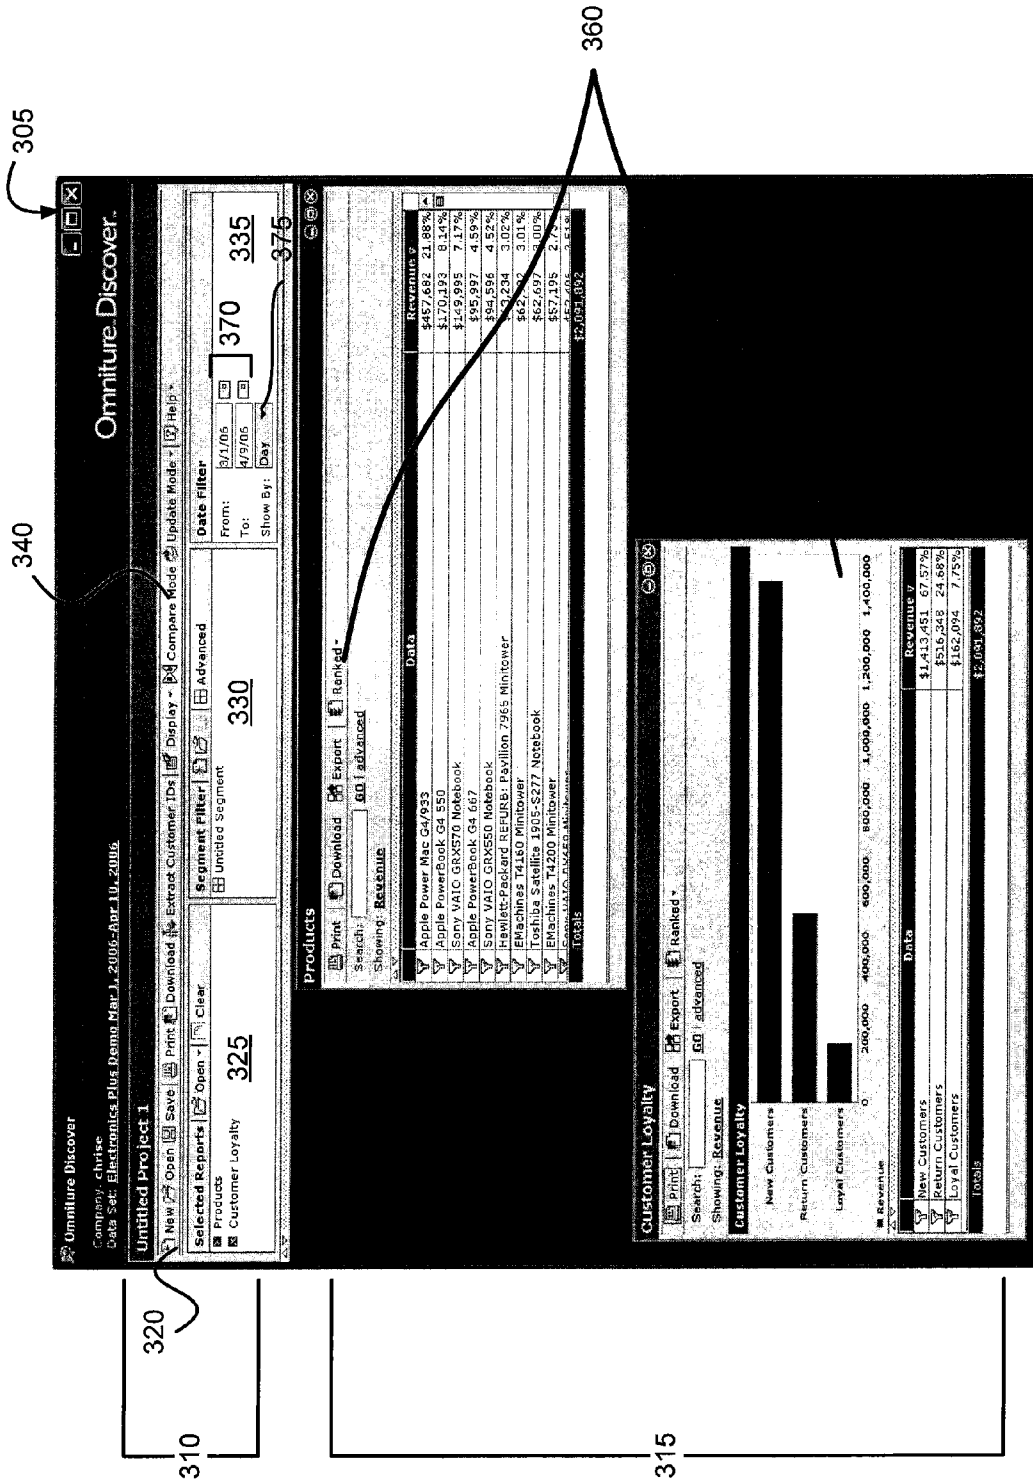 305
340
360
320
310
315
Omniture Discover
Company - chrise
Data Set: Electronics Plus Demo Mar 1, 2006-Apr 10, 2006
Omniture Discover
Untitled Project 1
New Open Save Print Download Extract Customer IDs Display Compare Mode Update Mode Help
Selected Reports Open Clear
Products
Customer Loyalty
325
Segment Filter Advanced
Untitled Segment
330
Date Filter
From: 3/1/06
To: 4/9/06
Show By: Day
370
335
375
Products
Print Download Export Ranked
Search: GO | advanced
Showing: Revenue
Data Revenue
Apple Power Mac G4/933 $457,682 21.88%
Apple PowerBook G4 550 $170,193 8.14%
Sony VAIO GRX570 Notebook $149,995 7.17%
Apple PowerBook G4 667 $95,997 4.59%
Sony VAIO GRX550 Notebook $94,596 4.52%
Hewlett-Packard REFURB: Pavilion 7965 Minitower 3.02%
EMachines T4160 Minitower 3.01%
Toshiba Satellite 1905-S277 Notebook $62,697
EMachines T4200 Minitower $57,195
Totals $2,091,892
Customer Loyalty
Print Download Export Ranked
Search: GO | advanced
Showing: Revenue
Customer Loyalty
New Customers
Return Customers
Loyal Customers
0 200,000 400,000 600,000 800,000 1,000,000 1,200,000 1,400,000
Revenue
Data Revenue
New Customers $1,413,451 67.57%
Return Customers $516,348 24.68%
Loyal Customers $162,094 7.75%
Totals $2,091,892